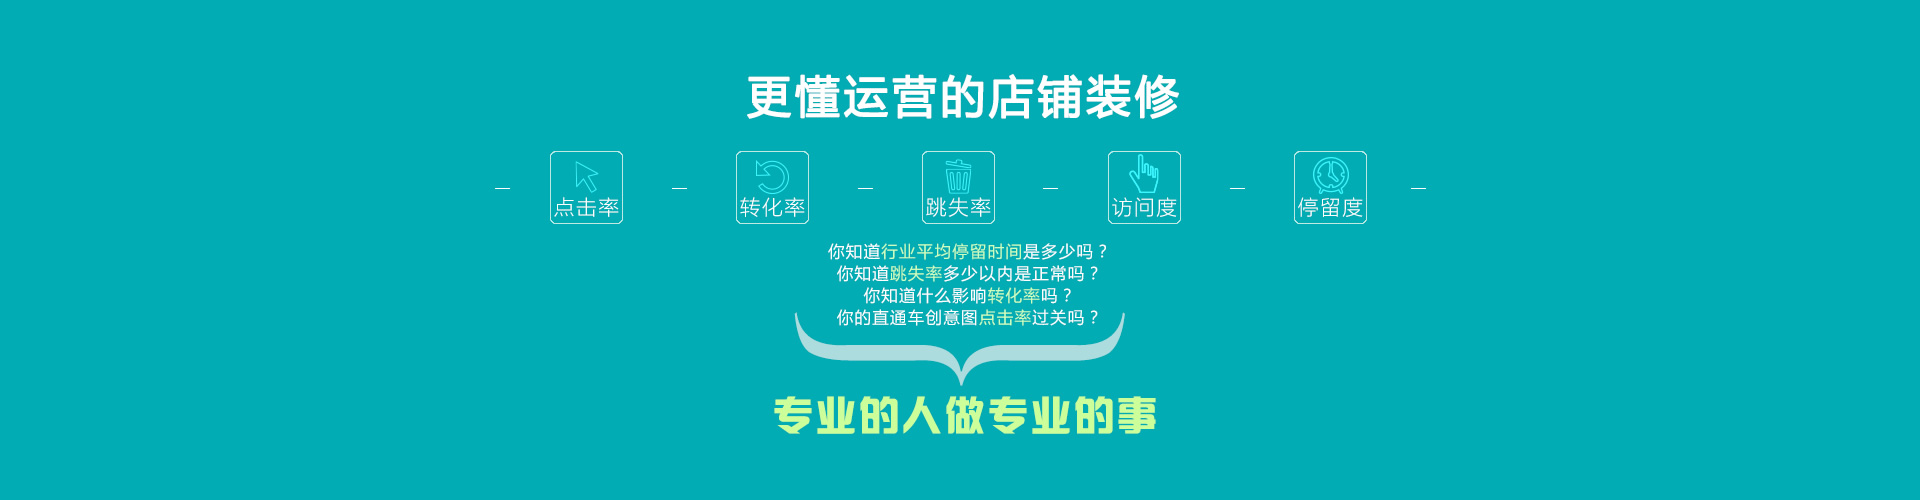 更懂运营的店铺装修
点击率 转化率 跳失率 访问度 停留度
你知道行业平均停留时间是多少吗？
你知道跳失率多少以内是正常吗？
你知道什么影响转化率吗？
你的直通车创意图点击率过关吗？
专业的人做专业的事